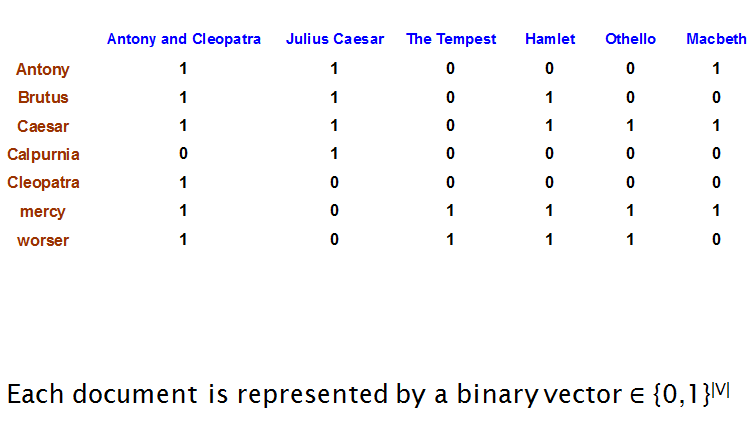 Antony and Cleopatra Julius Caesar The Tempest Hamlet Othello Macbeth
Antony 1 1 0 0 0 1
Brutus 1 1 0 1 0 0
Caesar 1 1 0 1 1 1
Calpurnia 0 1 0 0 0 0
Cleopatra 1 0 0 0 0 0
mercy 1 0 1 1 1 1
worser 1 0 1 1 1 0
Each document is represented by a binary vector ∈ {0,1}|V|